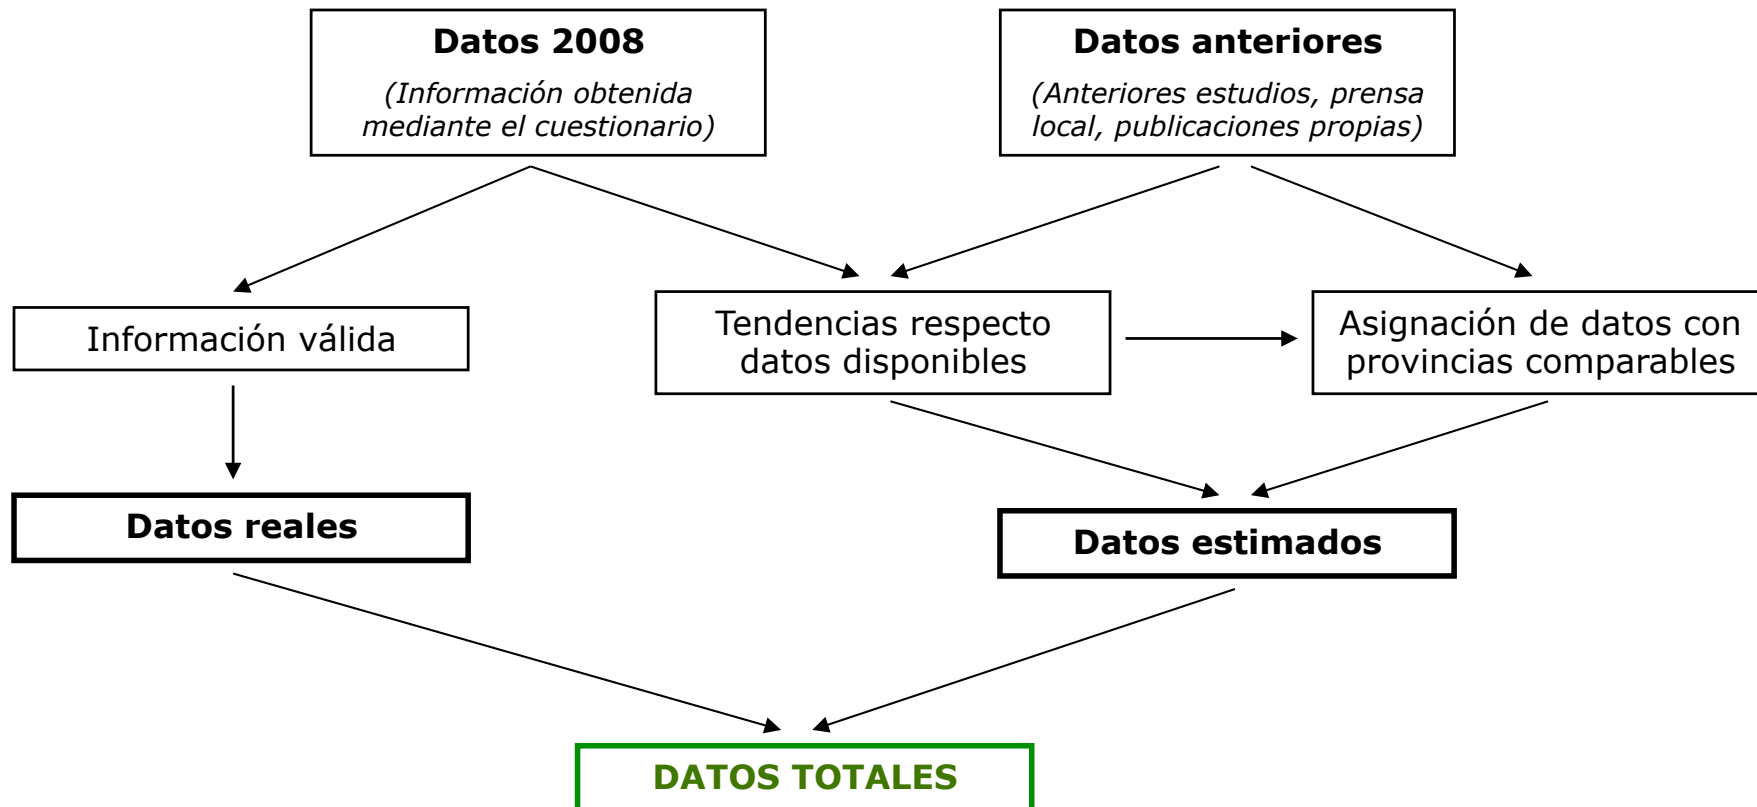 Datos 2008
(Información obtenida
mediante el cuestionario)
Datos anteriores
(Anteriores estudios, prensa
local, publicaciones propias)
Información válida
Tendencias respecto
datos disponibles
Asignación de datos con
provincias comparables
Datos reales
Datos estimados
DATOS TOTALES